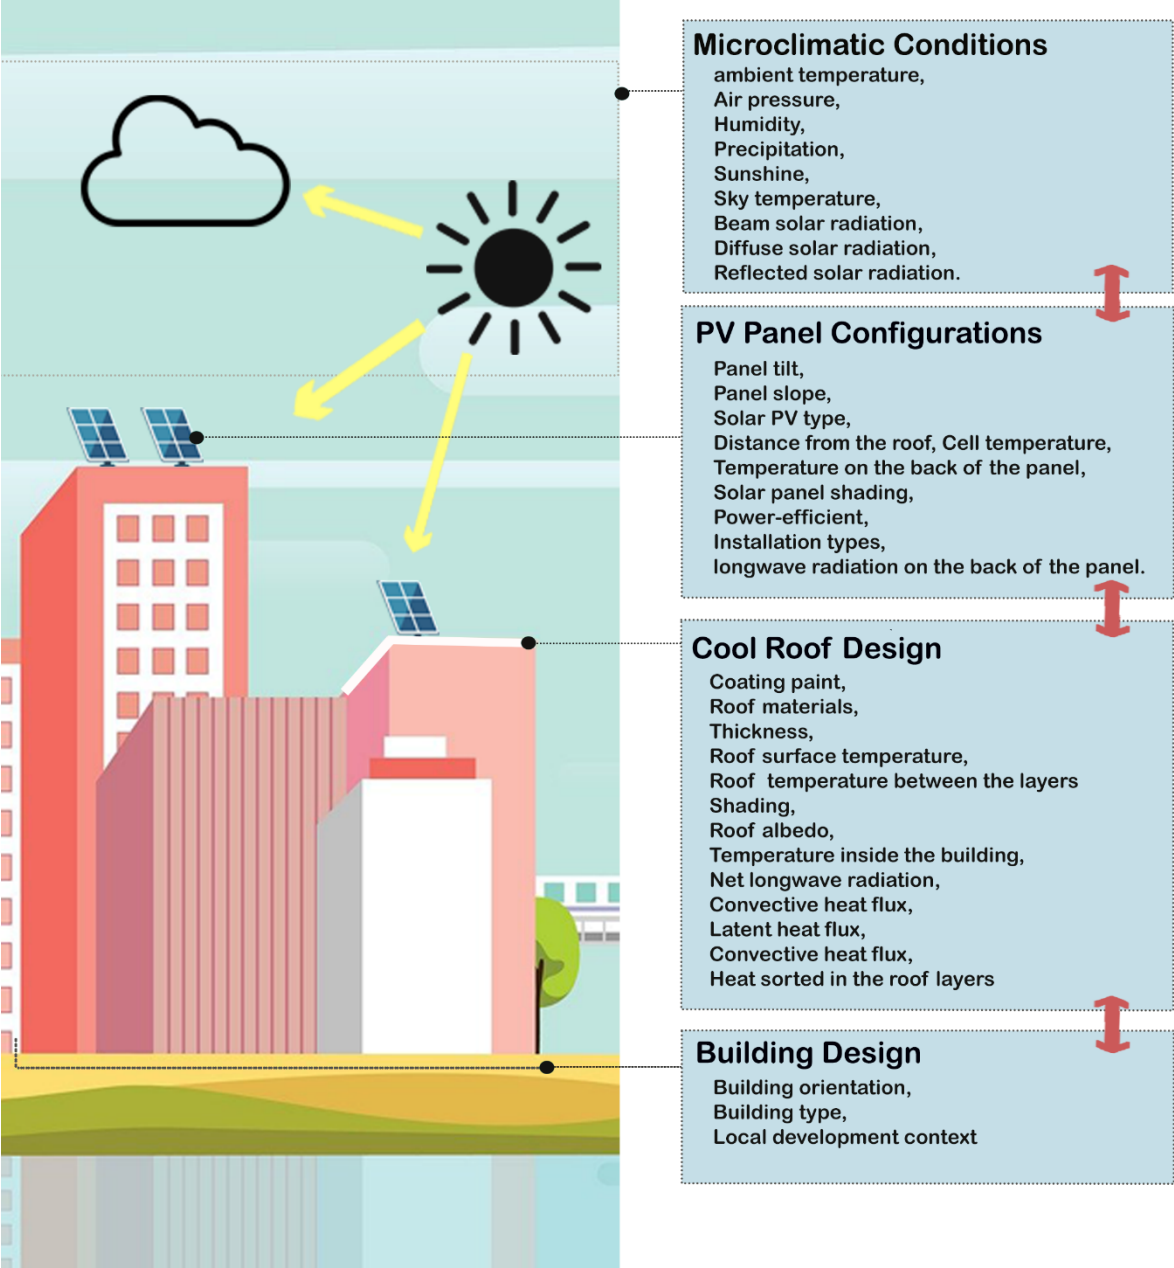 Microclimatic Conditions
ambient temperature,
Air pressure,
Humidity,
Precipitation,
Sunshine,
Sky temperature,
Beam solar radiation,
Diffuse solar radiation,
Reflected solar radiation.
PV Panel Configurations
Panel tilt,
Panel slope,
Solar PV type,
Distance from the roof, Cell temperature,
Temperature on the back of the panel,
Solar panel shading,
Power-efficient,
Installation types,
longwave radiation on the back of the panel.
Cool Roof Design
Coating paint,
Roof materials,
Thickness,
Roof surface temperature,
Roof temperature between the layers
Shading,
Roof albedo,
Temperature inside the building,
Net longwave radiation,
Convective heat flux,
Latent heat flux,
Convective heat flux,
Heat sorted in the roof layers
Building Design
Building orientation,
Building type,
Local development context